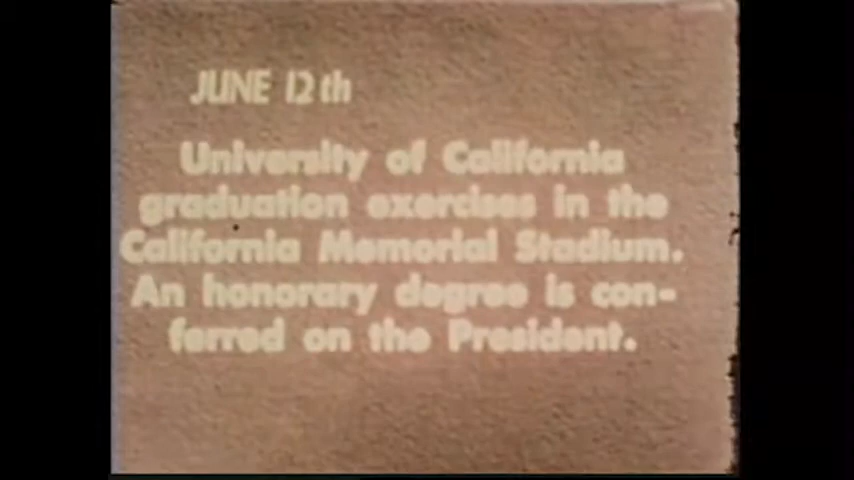 JUNE 12th
University of California
graduation exercises in the
California Memorial Stadium.
An honorary degree is con-
ferred on the President.